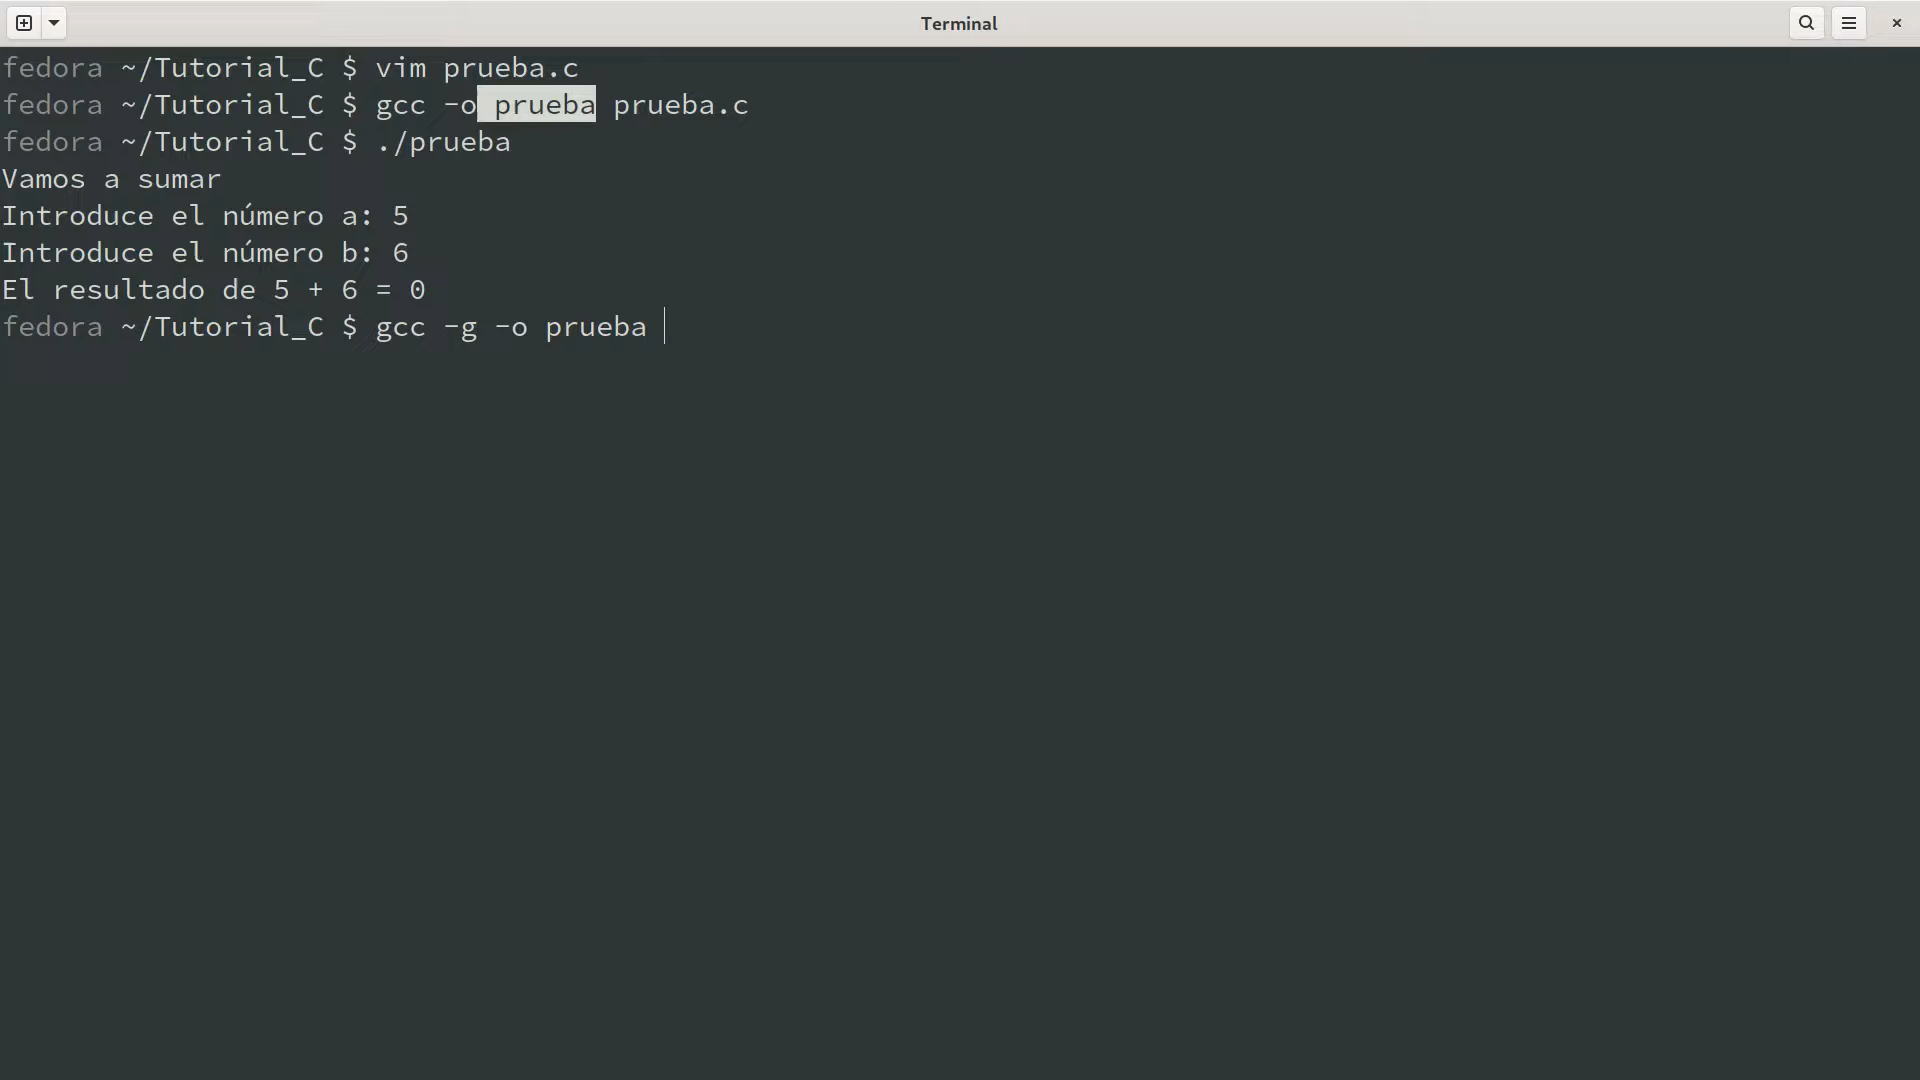 Terminal
fedora ~/Tutorial_C $ vim prueba.c
fedora ~/Tutorial_C $ gcc -o prueba prueba.c
fedora ~/Tutorial_C $ ./prueba
Vamos a sumar
Introduce el número a: 5
Introduce el número b: 6
El resultado de 5 + 6 = 0
fedora ~/Tutorial_C $ gcc -g -o prueba